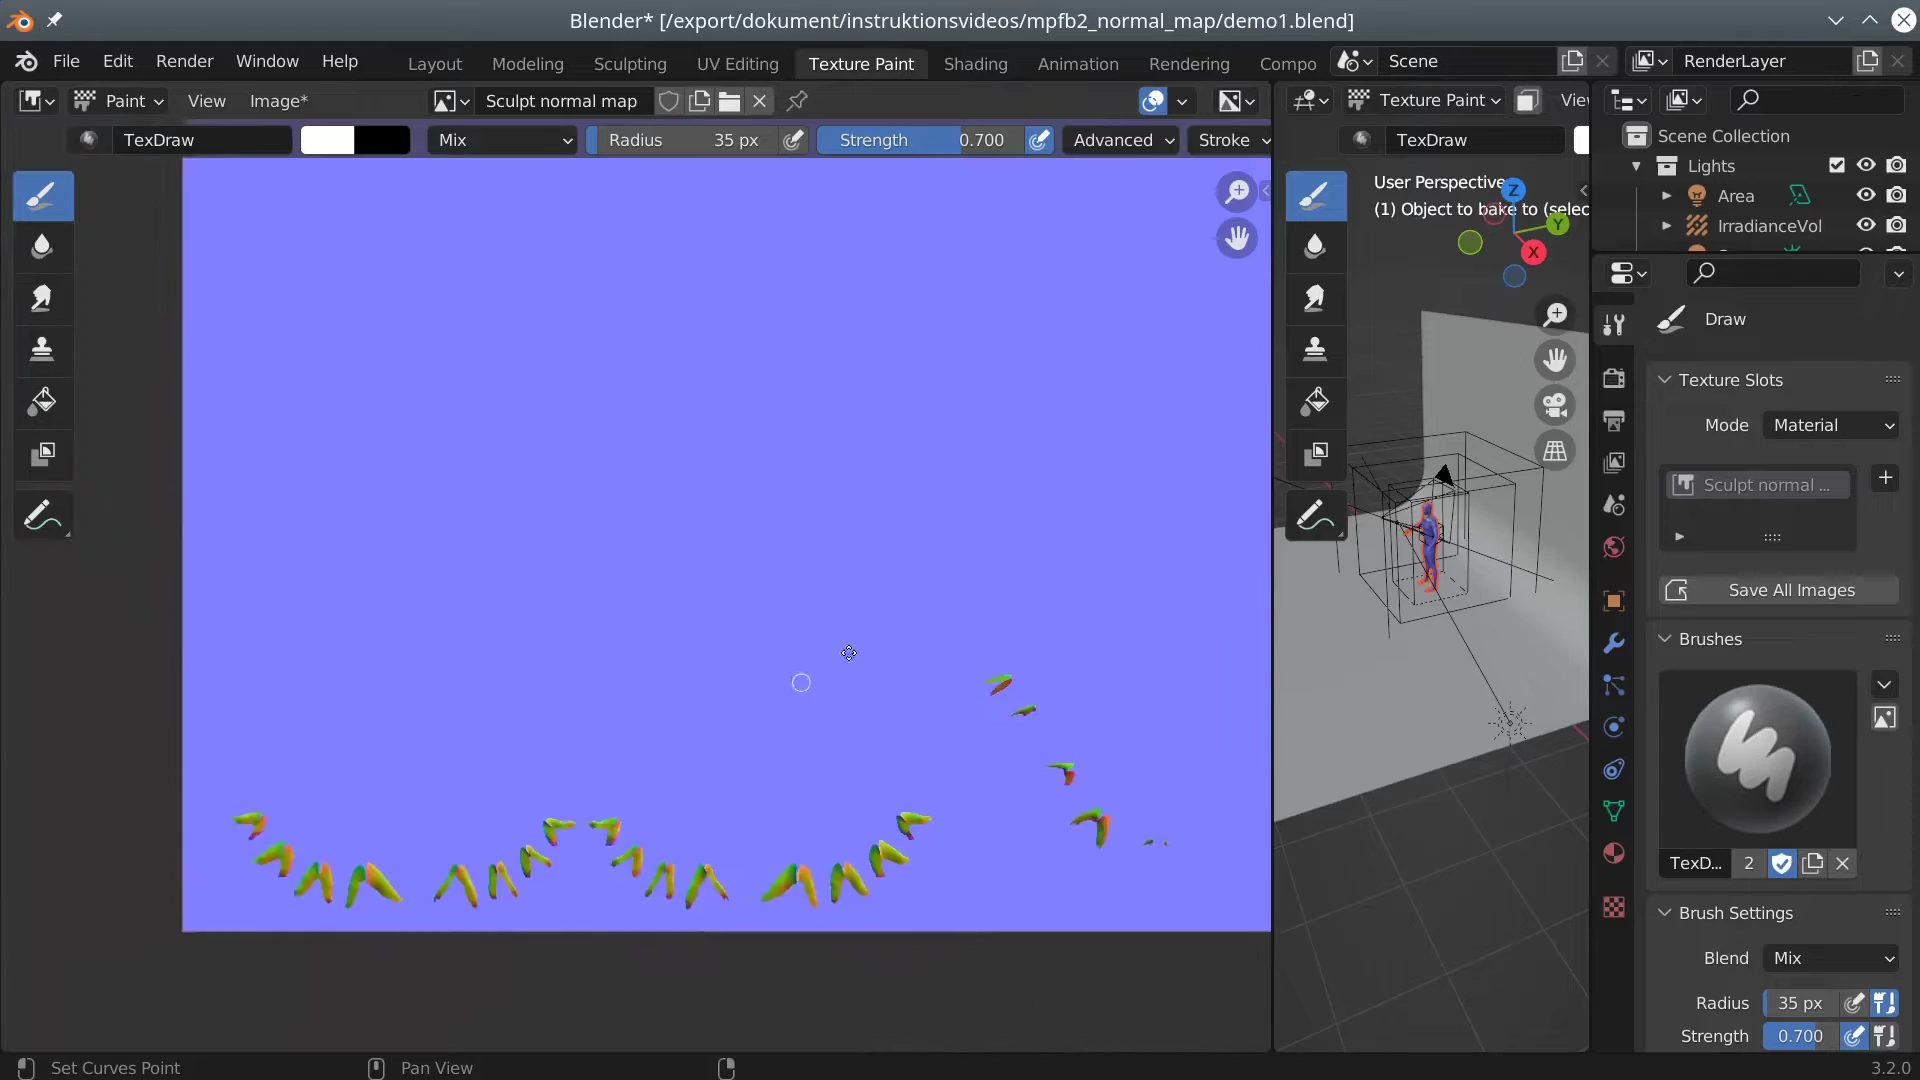 Blender* [/export/dokument/instruktionsvideos/mpfb2_normal_map/demo1.blend]
File Edit Render Window Help Layout Modeling Sculpting UV Editing Texture Paint Shading Animation Rendering Compo Scene RenderLayer
Paint View Image* Sculpt normal map Texture Paint Viev
TexDraw Mix Radius 35 px Strength 0.700 Advanced Stroke TexDraw
Scene Collection
Lights
Area
IrradianceVol
User Perspective
(1) Object to bake to (selec
Z
Y
X
Draw
Texture Slots
Mode Material
Sculpt normal ...
Save All Images
Brushes
TexD... 2
Brush Settings
Blend Mix
Radius 35 px
Strength 0.700
Set Curves Point Pan View 3.2.0